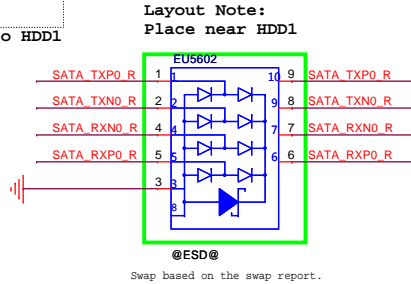 Layout Note:
Place near HDD1
o HDD1
EU5602
SATA_TXP0_R 1 1 10 9 SATA_TXP0_R
SATA_TXN0_R 2 2 9 8 SATA_TXN0_R
SATA_RXN0_R 4 4 7 7 SATA_RXN0_R
SATA_RXP0_R 5 5 6 6 SATA_RXP0_R
3 3
8
@ESD@
Swap based on the swap report.